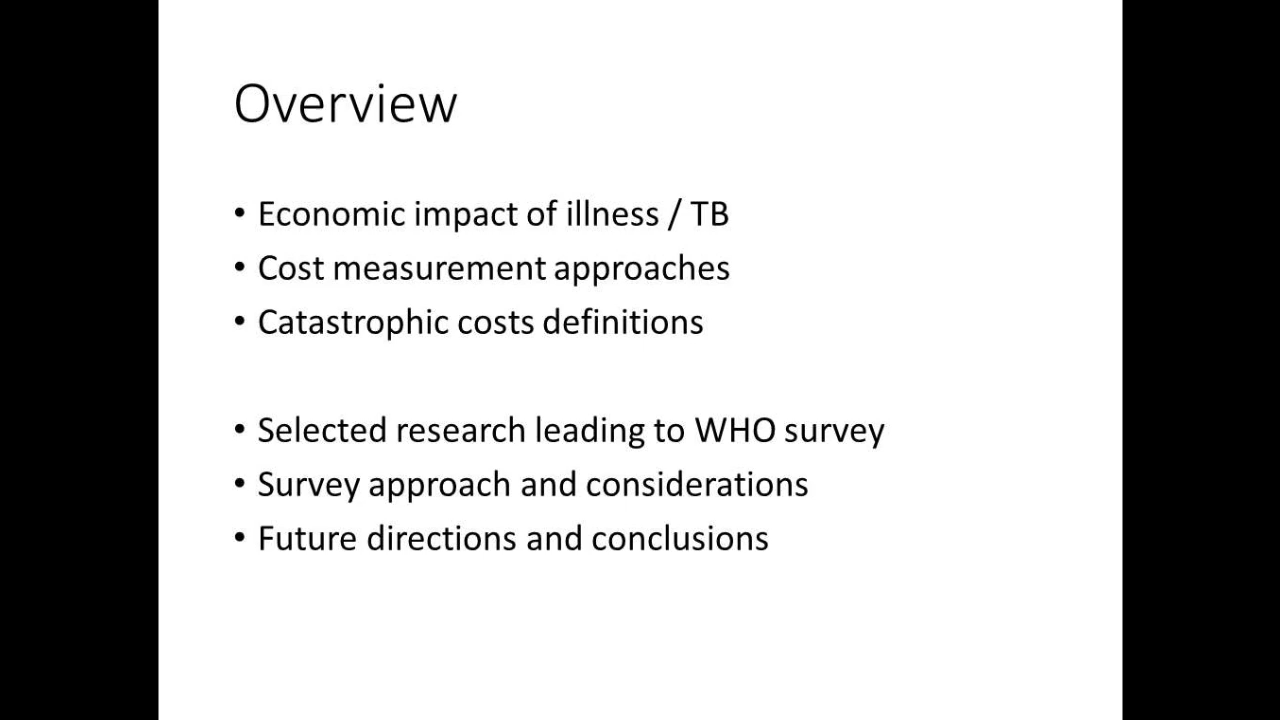 Overview
• Economic impact of illness / TB
• Cost measurement approaches
• Catastrophic costs definitions
• Selected research leading to WHO survey
• Survey approach and considerations
• Future directions and conclusions